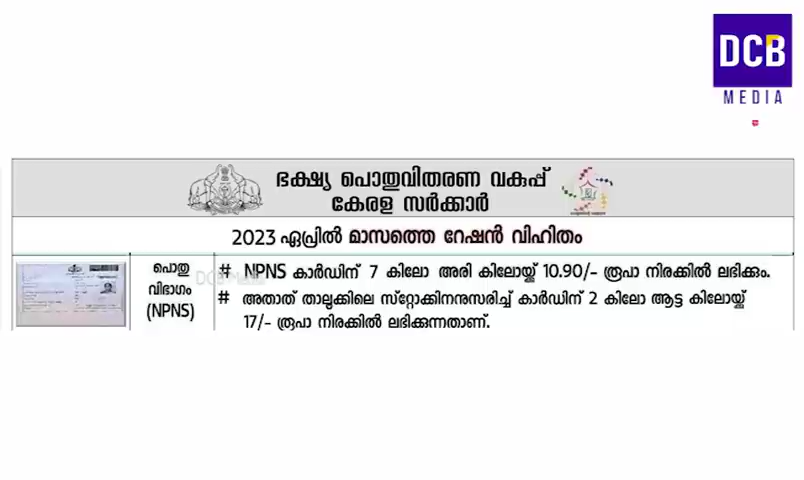 DCB
MEDIA
ഭക്ഷ്യ പൊതുവിതരണ വകുപ്പ്
കേരള സർക്കാർ
2023 ഏപ്രിൽ മാസത്തെ റേഷൻ വിഹിതം
പൊതു
വിഭാഗം
(NPNS)
# NPNS കാർഡിന് 7 കിലോ അരി കിലോയ്ക്ക് 10.90/- രൂപാ നിരക്കിൽ ലഭിക്കും.
# അതാത് താലൂക്കിലെ സ്റ്റോക്കിനനുസരിച്ച് കാർഡിന് 2 കിലോ ആട്ട കിലോയ്ക്ക്
17/- രൂപാ നിരക്കിൽ ലഭിക്കുന്നതാണ്.